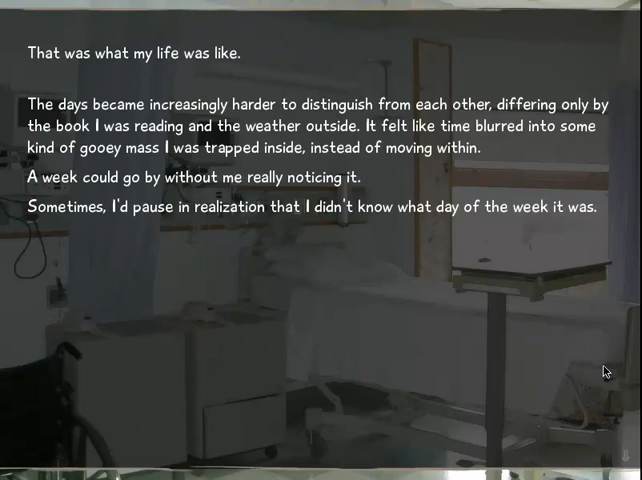 That was what my life was like.
The days became increasingly harder to distinguish from each other, differing only by
the book I was reading and the weather outside. It felt like time blurred into some
kind of gooey mass I was trapped inside, instead of moving within.
A week could go by without me really noticing it.
Sometimes, I'd pause in realization that I didn't know what day of the week it was.